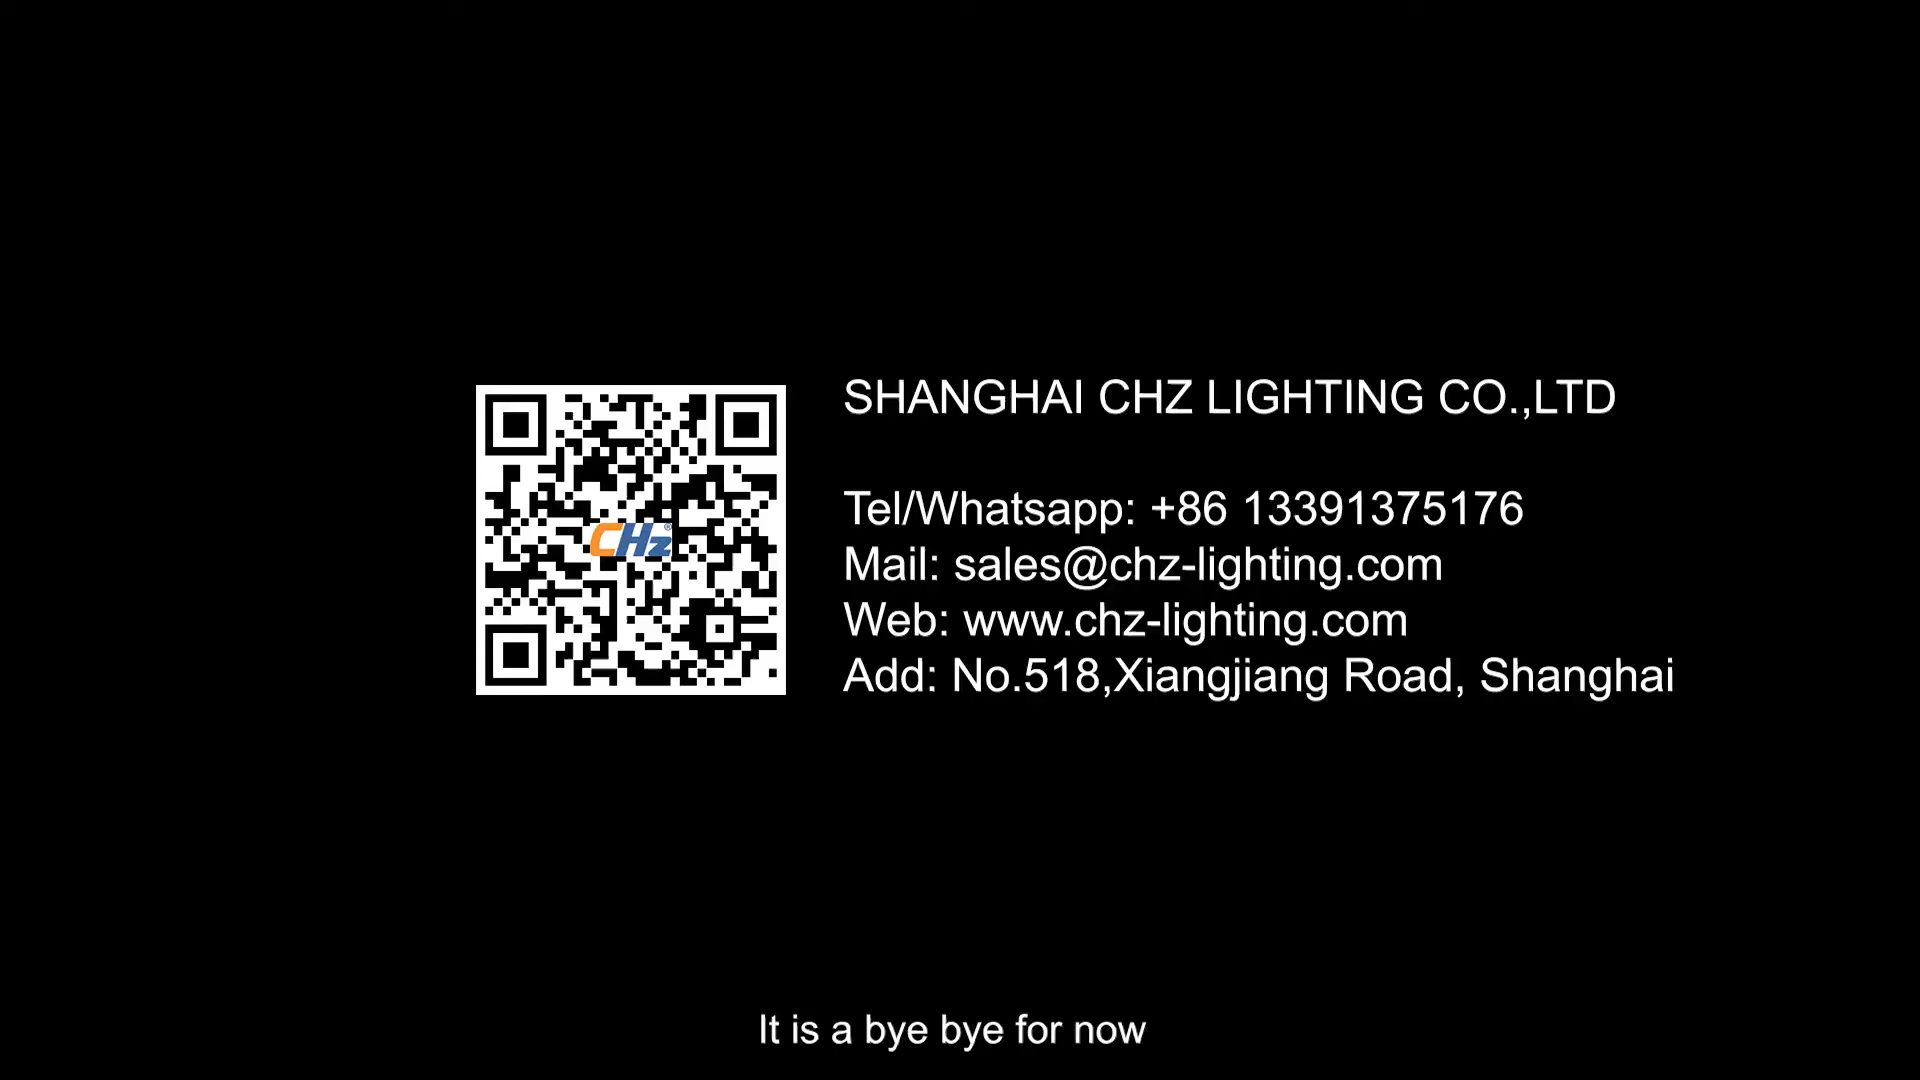 CHz®
SHANGHAI CHZ LIGHTING CO.,LTD
Tel/Whatsapp: +86 13391375176
Mail: sales@chz-lighting.com
Web: www.chz-lighting.com
Add: No.518,Xiangjiang Road, Shanghai
It is a bye bye for now